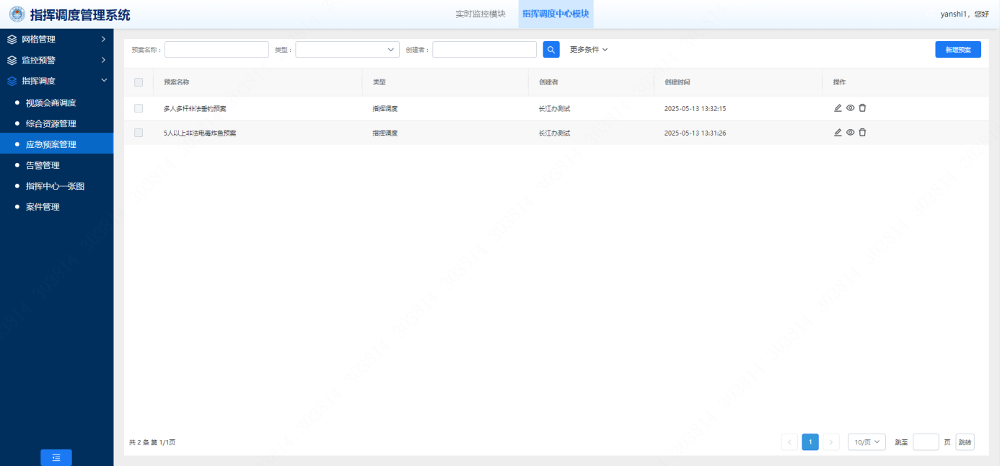 指挥调度管理系统
实时监控模块 指挥调度中心模块
yanshi1，您好
网格管理
监控预警
指挥调度
视频会商调度
综合资源管理
应急预案管理
告警管理
指挥中心一张图
案件管理
预案名称： 类型： 创建者： 更多条件 新增预案
预案名称 类型 创建者 创建时间 操作
多人多杆非法垂钓预案 指挥调度 长江办测试 2025-05-13 13:32:15
5人以上非法电毒炸鱼预案 指挥调度 长江办测试 2025-05-13 13:31:26
共 2 条 第 1/1页
1 10/页 跳至 页 跳转
303814